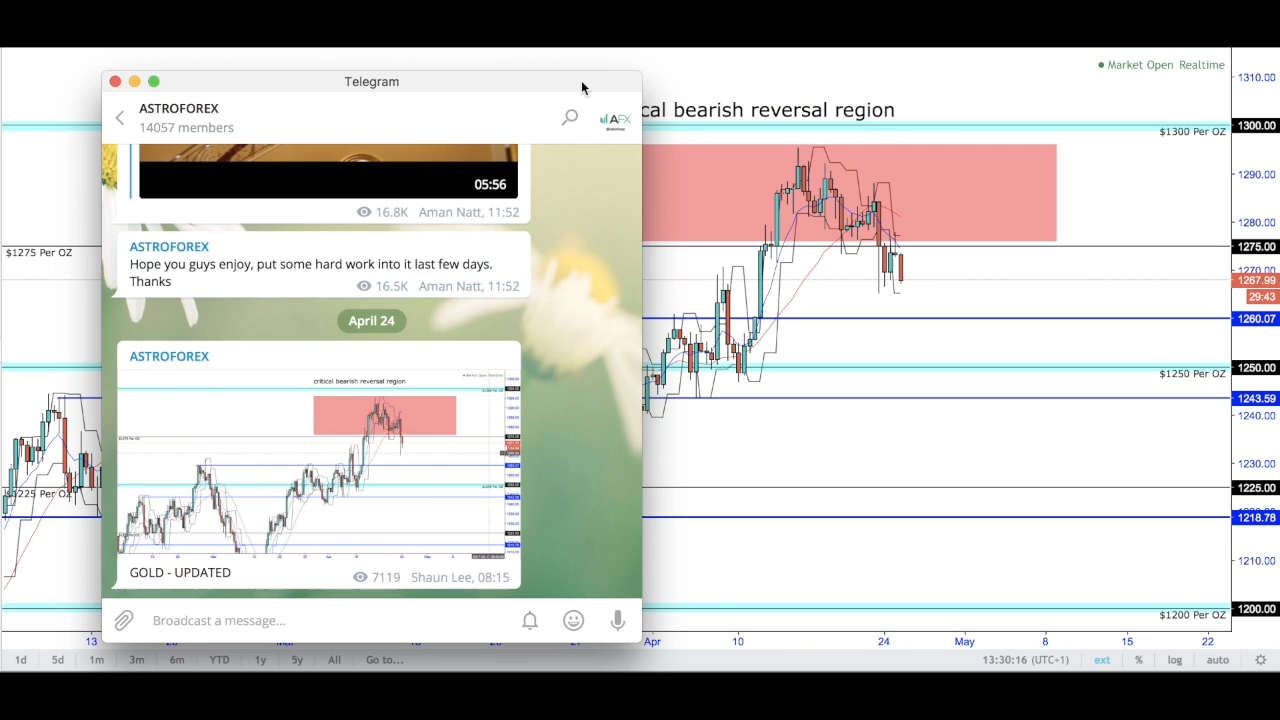 Telegram
ASTROFOREX
14057 members
AFX
05:56
16.8K Aman Natt, 11:52
ASTROFOREX
Hope you guys enjoy, put some hard work into it last few days.
Thanks
16.5K Aman Natt, 11:52
April 24
ASTROFOREX
critical bearish reversal region
GOLD - UPDATED
7119 Shaun Lee, 08:15
Broadcast a message...
Market Open Realtime
cal bearish reversal region
$1300 Per OZ
$1275 Per OZ
$1250 Per OZ
$1225 Per OZ
$1200 Per OZ
1310.00
1300.00
1290.00
1280.00
1275.00
1270.00
1267.99
29:43
1260.07
1250.00
1243.59
1240.00
1230.00
1225.00
1218.78
1210.00
1200.00
13
Apr
10
24
May
8
15
22
1d 5d 1m 3m 6m YTD 1y 5y All Go to...
13:30:16 (UTC+1) ext % log auto